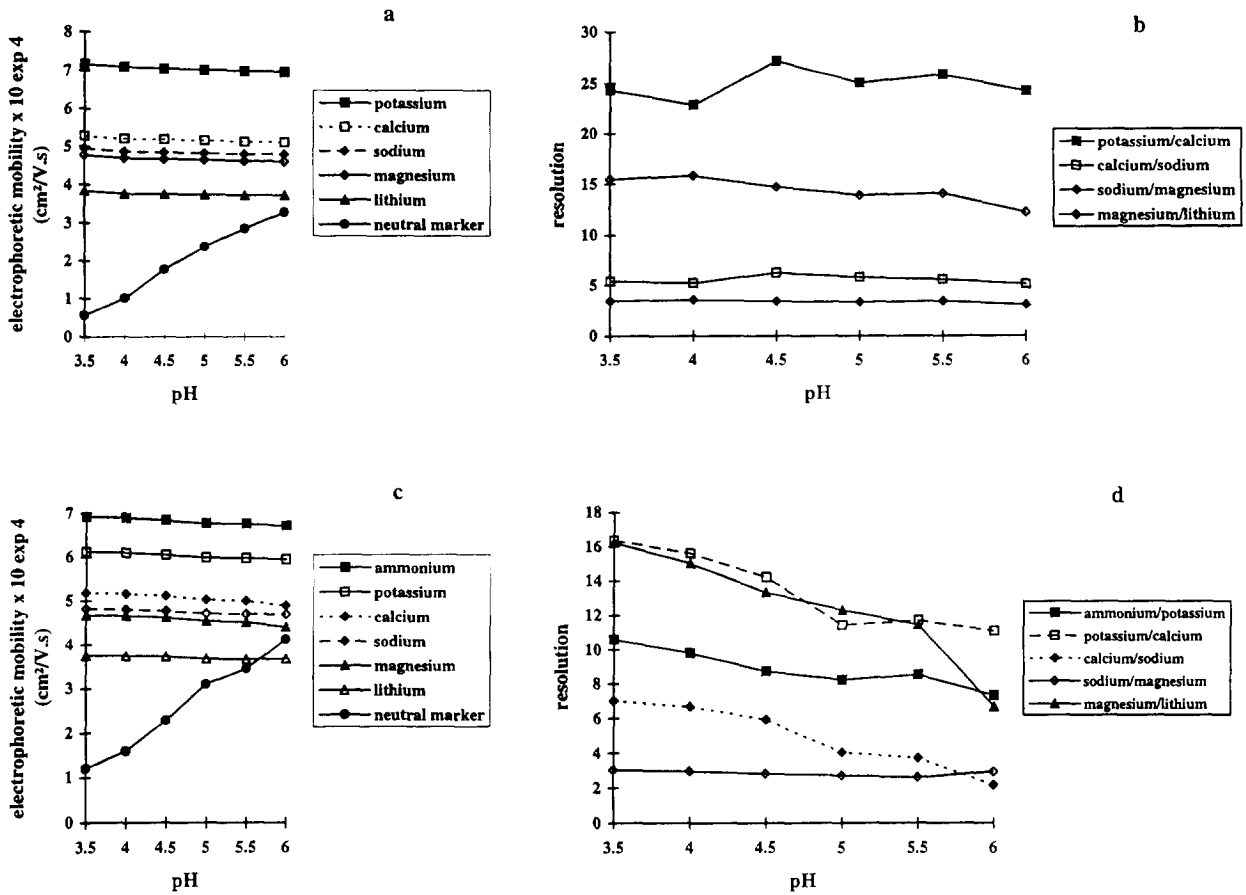 a
electrophoretic mobility x 10 exp 4
(cm²/V.s)
8
7
6
5
4
3
2
1
0
3.5 4 4.5 5 5.5 6
pH
potassium
calcium
sodium
magnesium
lithium
neutral marker
b
resolution
30
25
20
15
10
5
0
3.5 4 4.5 5 5.5 6
pH
potassium/calcium
calcium/sodium
sodium/magnesium
magnesium/lithium
c
electrophoretic mobility x 10 exp 4
(cm²/V.s)
7
6
5
4
3
2
1
0
3.5 4 4.5 5 5.5 6
pH
ammonium
potassium
calcium
sodium
magnesium
lithium
neutral marker
d
resolution
18
16
14
12
10
8
6
4
2
0
3.5 4 4.5 5 5.5 6
pH
ammonium/potassium
potassium/calcium
calcium/sodium
sodium/magnesium
magnesium/lithium